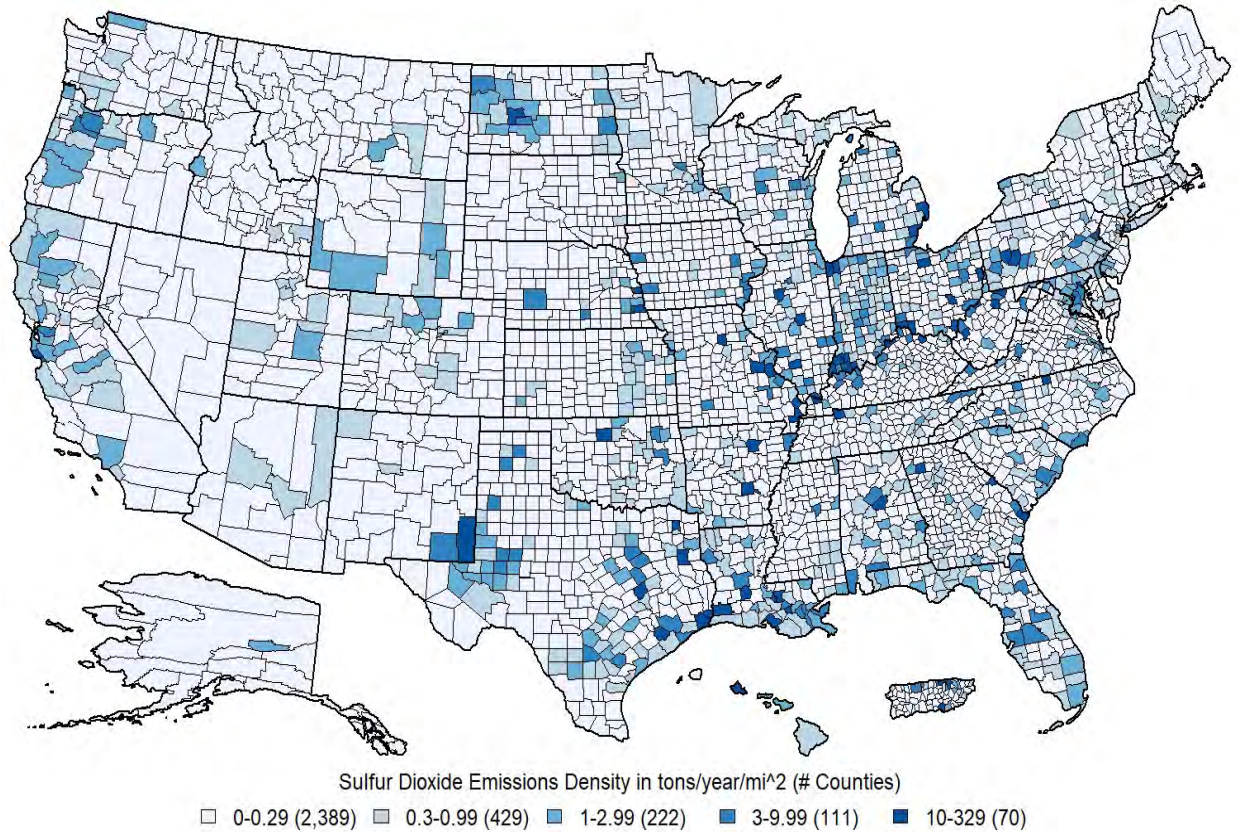 Sulfur Dioxide Emissions Density in tons/year/mi^2 (# Counties)
0-0.29 (2,389) 0.3-0.99 (429) 1-2.99 (222) 3-9.99 (111) 10-329 (70)